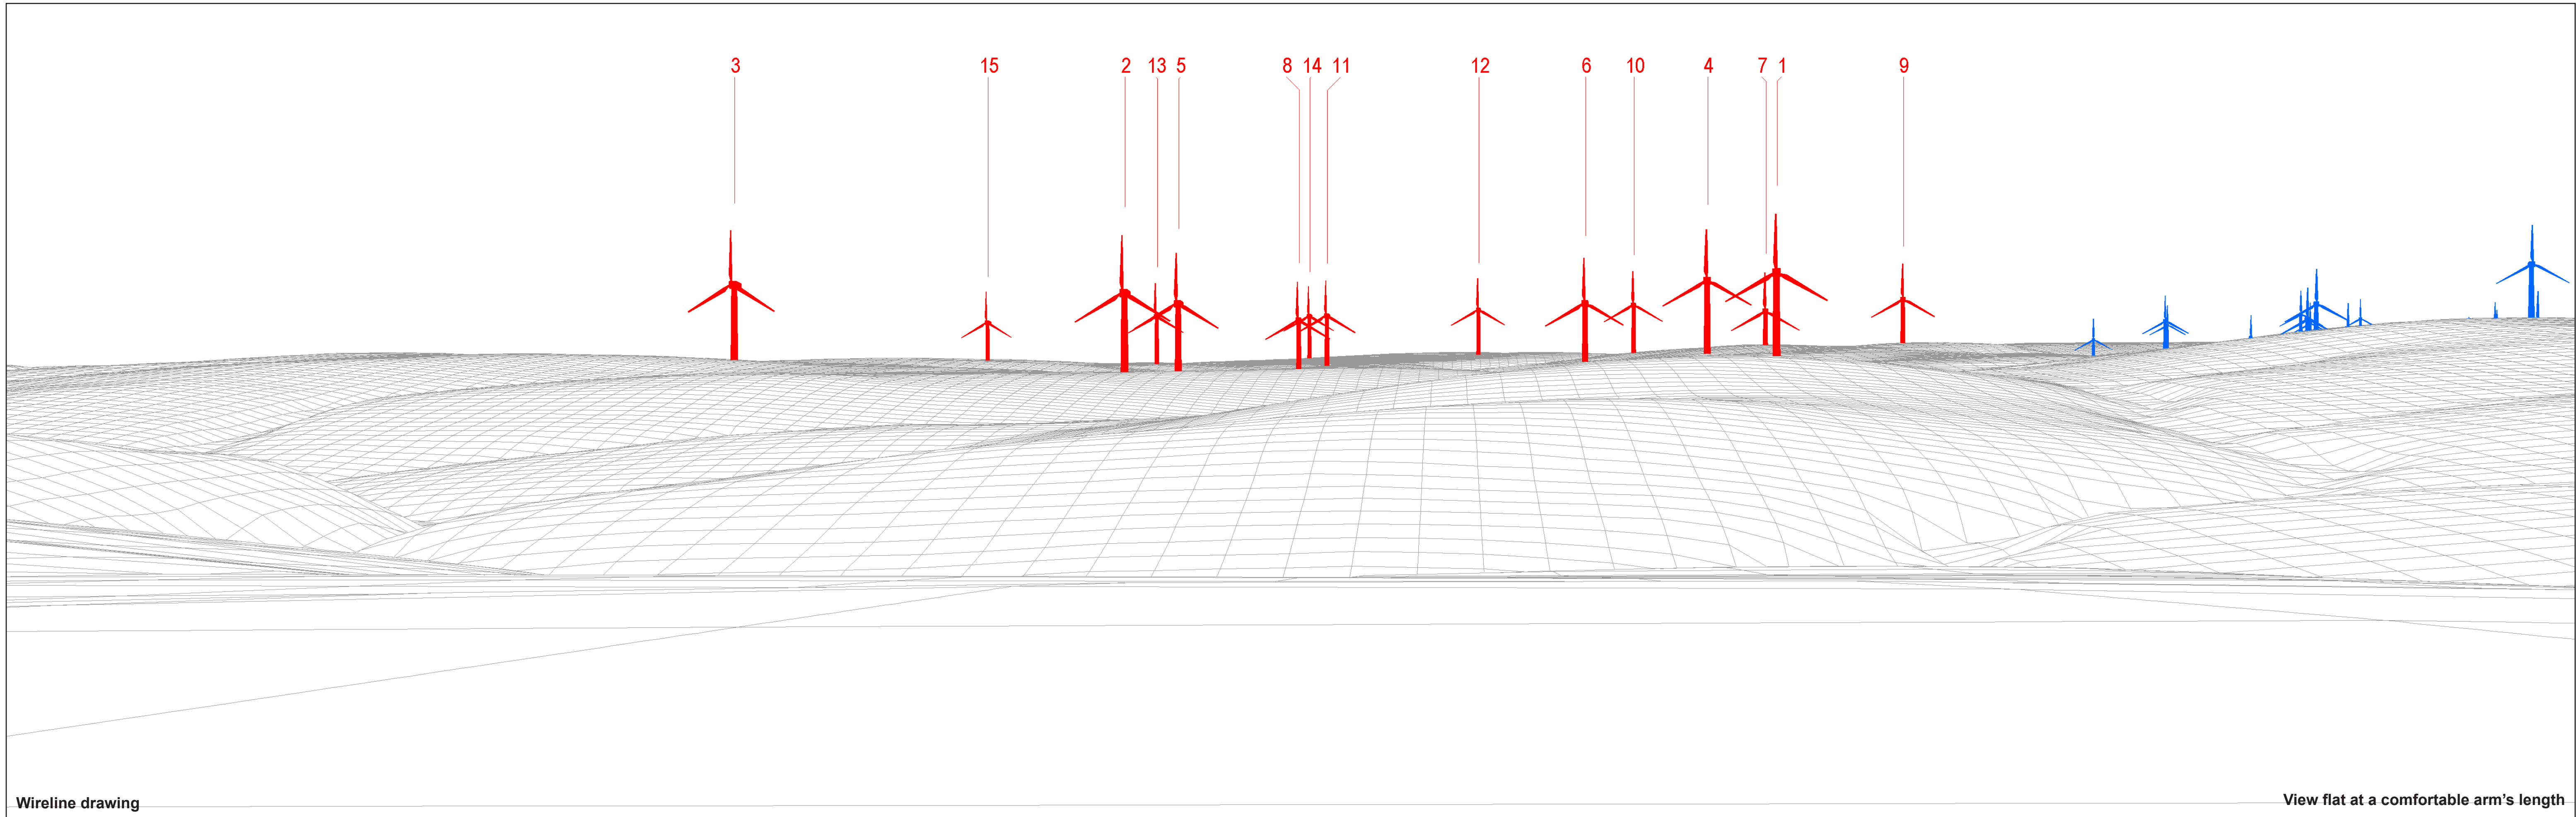 3 15 2 13 5 8 14 11 12 6 10 4 7 1 9
Wireline drawing
View flat at a comfortable arm's length